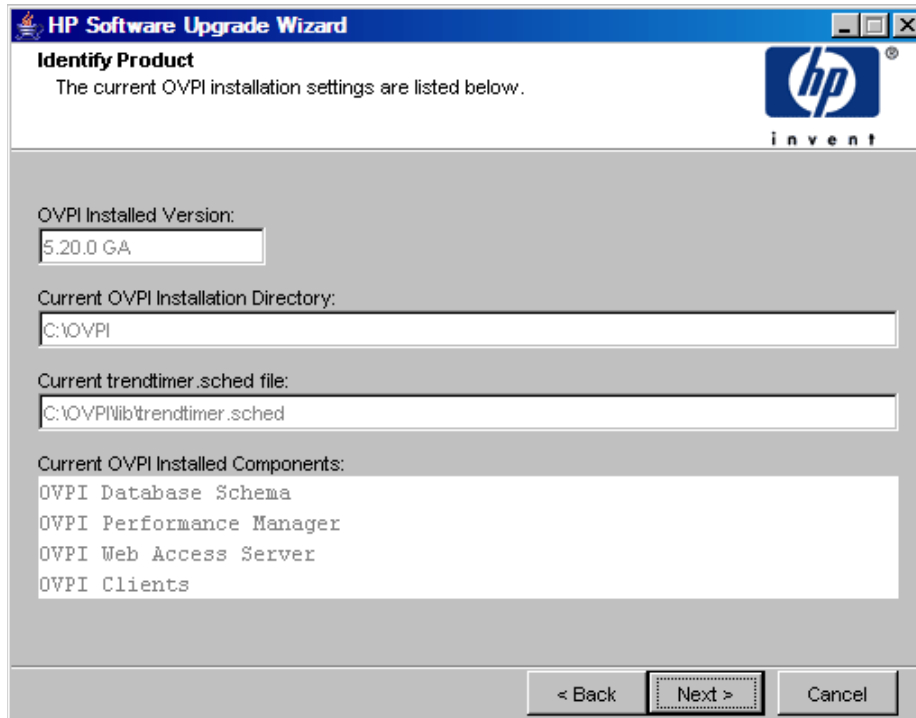 HP Software Upgrade Wizard
Identify Product
The current OVPI installation settings are listed below.
hp
®
invent
OVPI Installed Version:
5.20.0 GA
Current OVPI Installation Directory:
C:\OVPI
Current trendtimer.sched file:
C:\OVPI\lib\trendtimer.sched
Current OVPI Installed Components:
OVPI Database Schema
OVPI Performance Manager
OVPI Web Access Server
OVPI Clients
< Back
Next >
Cancel